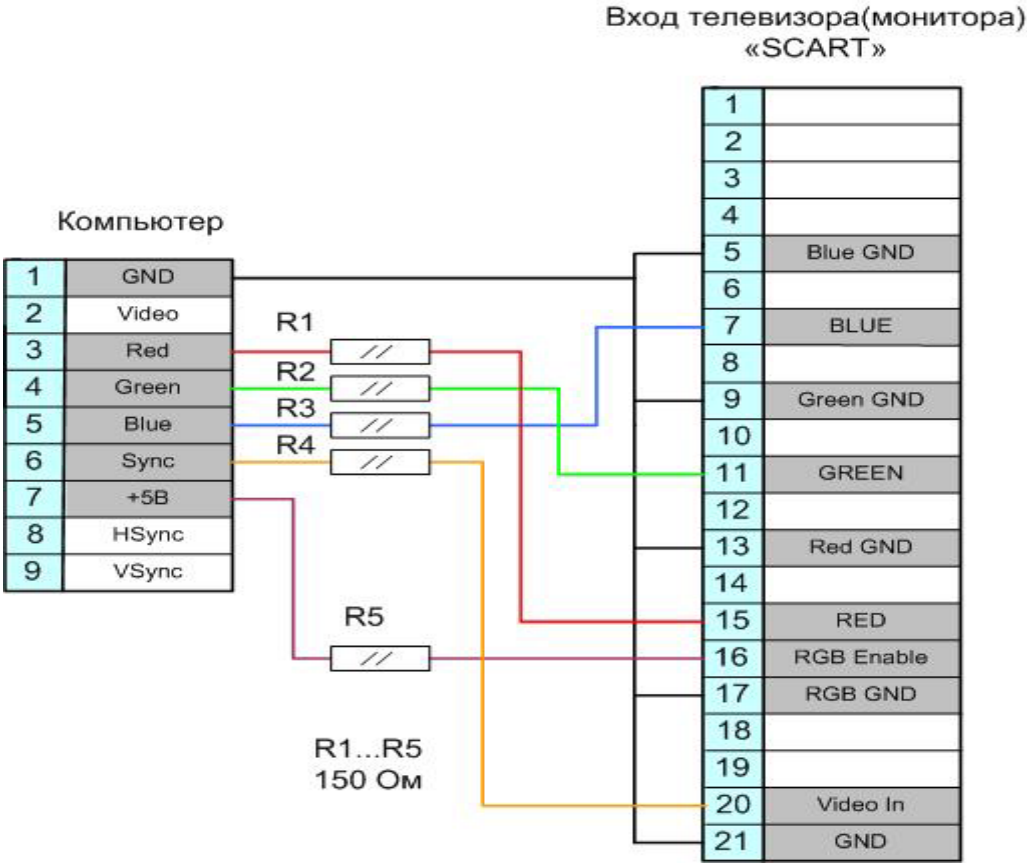 Вход телевизора(монитора)
«SCART»
Компьютер
1 GND
2 Video
3 Red
4 Green
5 Blue
6 Sync
7 +5В
8 HSync
9 VSync
R1
R2
R3
R4
R5
R1...R5
150 Ом
1
2
3
4
5 Blue GND
6
7 BLUE
8
9 Green GND
10
11 GREEN
12
13 Red GND
14
15 RED
16 RGB Enable
17 RGB GND
18
19
20 Video In
21 GND